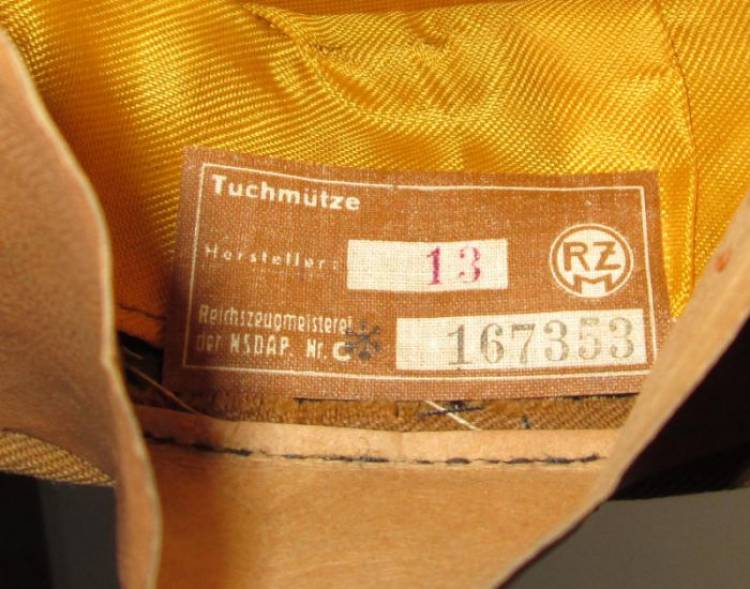 Tuchmütze
Hersteller: 13
RZM
Reichszeugmeisterei
der NSDAP. Nr. C* 167353